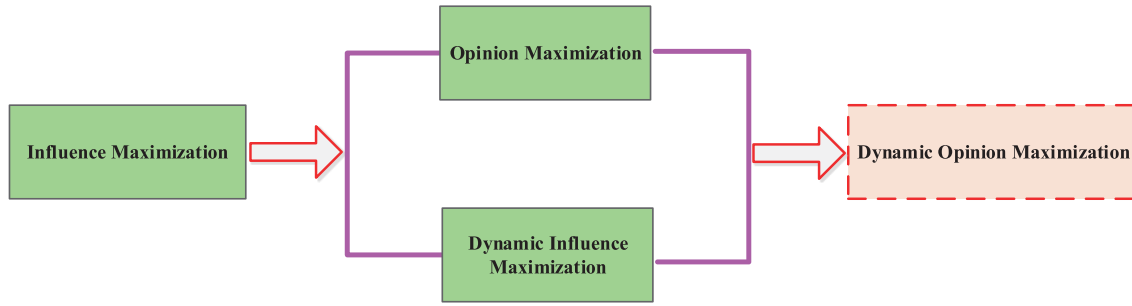 Influence Maximization
Opinion Maximization
Dynamic Influence
Maximization
Dynamic Opinion Maximization